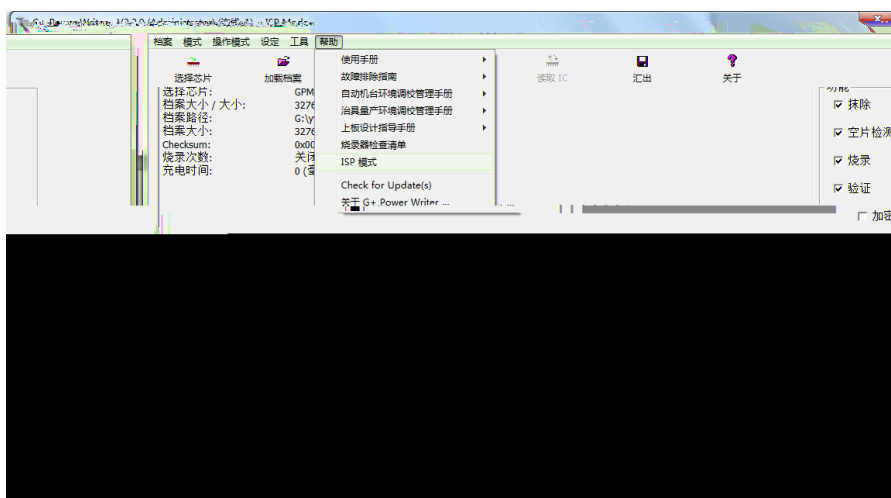 档案 模式 操作模式 设定 工具 帮助
选择芯片 加载档案 读取 IC 汇出 关于
选择芯片: GPM
档案大小 / 大小: 3276
档案路径: G:\y
档案大小: 3276
Checksum: 0x00
烧录次数: 关闭
充电时间: 0 (毫
使用手册
故障排除指南
自动机台环境调校管理手册
治具量产环境调校管理手册
上板设计指导手册
烧录器检查清单
ISP 模式
Check for Update(s)
关于 G+ Power Writer ...
功能
抹除
空片检测
烧录
验证
加密